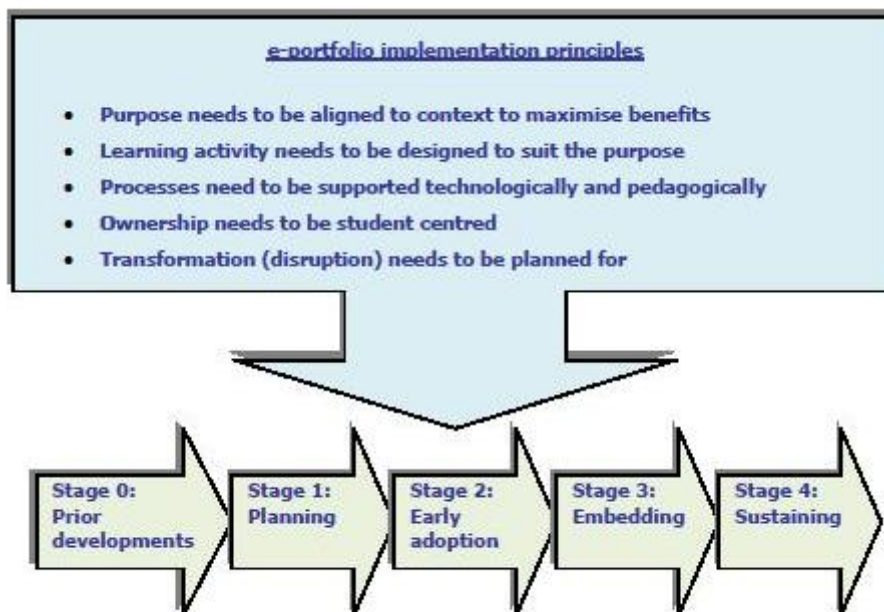 e-portfolio implementation principles
• Purpose needs to be aligned to context to maximise benefits
• Learning activity needs to be designed to suit the purpose
• Processes need to be supported technologically and pedagogically
• Ownership needs to be student centred
• Transformation (disruption) needs to be planned for
Stage 0:
Prior
developments
Stage 1:
Planning
Stage 2:
Early
adoption
Stage 3:
Embedding
Stage 4:
Sustaining